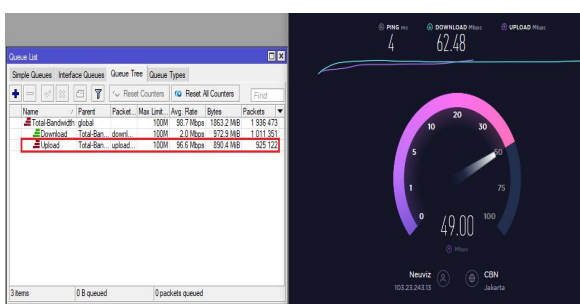 Queue List
Simple Queues Interface Queues Queue Tree Queue Types
Reset Counters Reset All Counters Find
Name Parent Packet... Max Limit... Avg. Rate Bytes Packets
Total-Bandwidth global 100M 98.7 Mbps 1863.2 MiB 1 936 473
Download Total-Ban... downl... 100M 2.0 Mbps 972.9 MiB 1 011 351
Upload Total-Ban... upload... 100M 96.6 Mbps 890.4 MiB 925 122
3 items 0 B queued 0 packets queued
PING ms DOWNLOAD Mbps UPLOAD Mbps
4 62.48
0
1
5
10
20
30
50
75
100
49.00
Mbps
Neuviz CBN
103.23.243.13 Jakarta